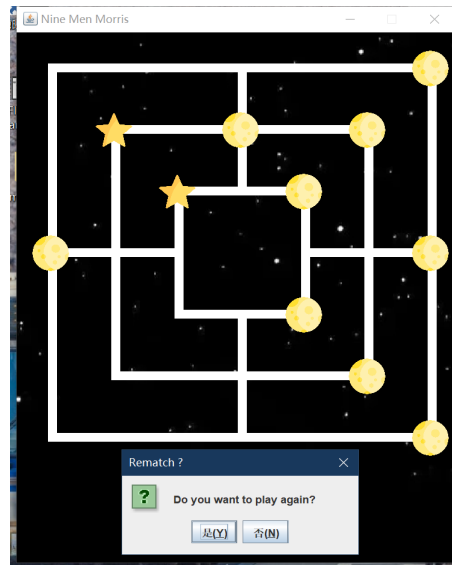 Nine Men Morris
Rematch ?
Do you want to play again?
是(Y) 否(N)